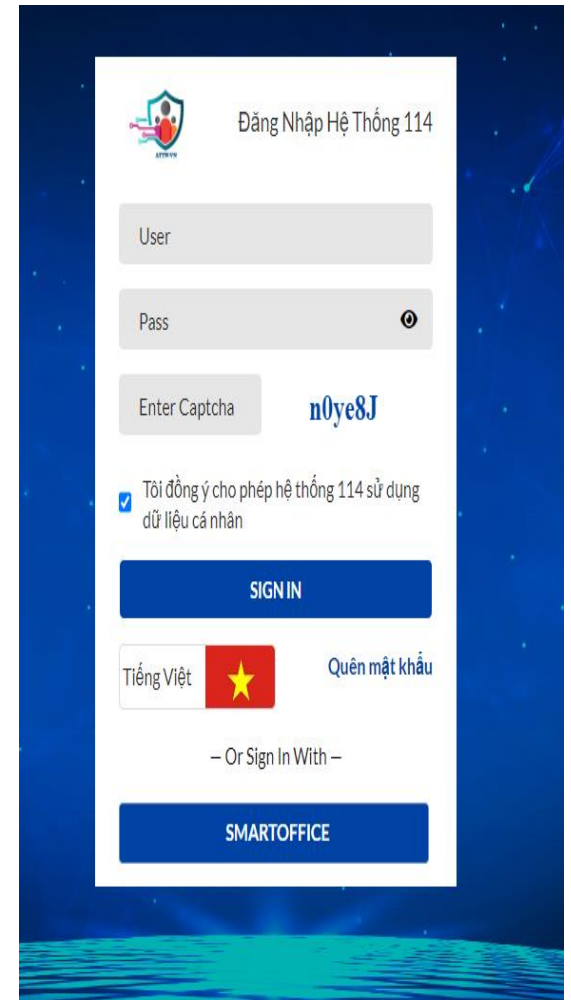 Đăng Nhập Hệ Thống 114
User
Pass
Enter Captcha
n0ye8J
Tôi đồng ý cho phép hệ thống 114 sử dụng
dữ liệu cá nhân
SIGN IN
Tiếng Việt
Quên mật khẩu
– Or Sign In With –
SMARTOFFICE